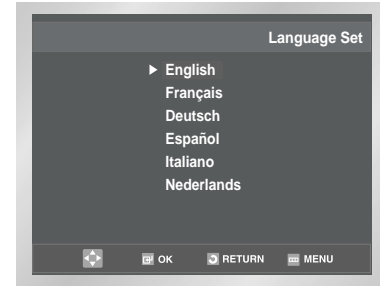 Language Set
► English
Français
Deutsch
Español
Italiano
Nederlands
OK RETURN MENU